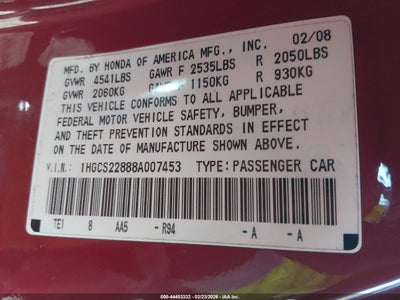 MFD. BY HONDA OF AMERICA MFG., INC. 02/08
GVWR 4541LBS GAWR F 2535LBS R 2050LBS
GVWR 2060KG GAWR F 1150KG R 930KG
THIS VEHICLE CONFORMS TO ALL APPLICABLE
FEDERAL MOTOR VEHICLE SAFETY, BUMPER,
AND THEFT PREVENTION STANDARDS IN EFFECT
ON THE DATE OF MANUFACTURE SHOWN ABOVE.
V.I.N: 1HGCS22888A007453 TYPE: PASSENGER CAR
TE1 8 AA5 - R94 -A -A
000-44453332 - 02/23/2026 - IAA Inc.